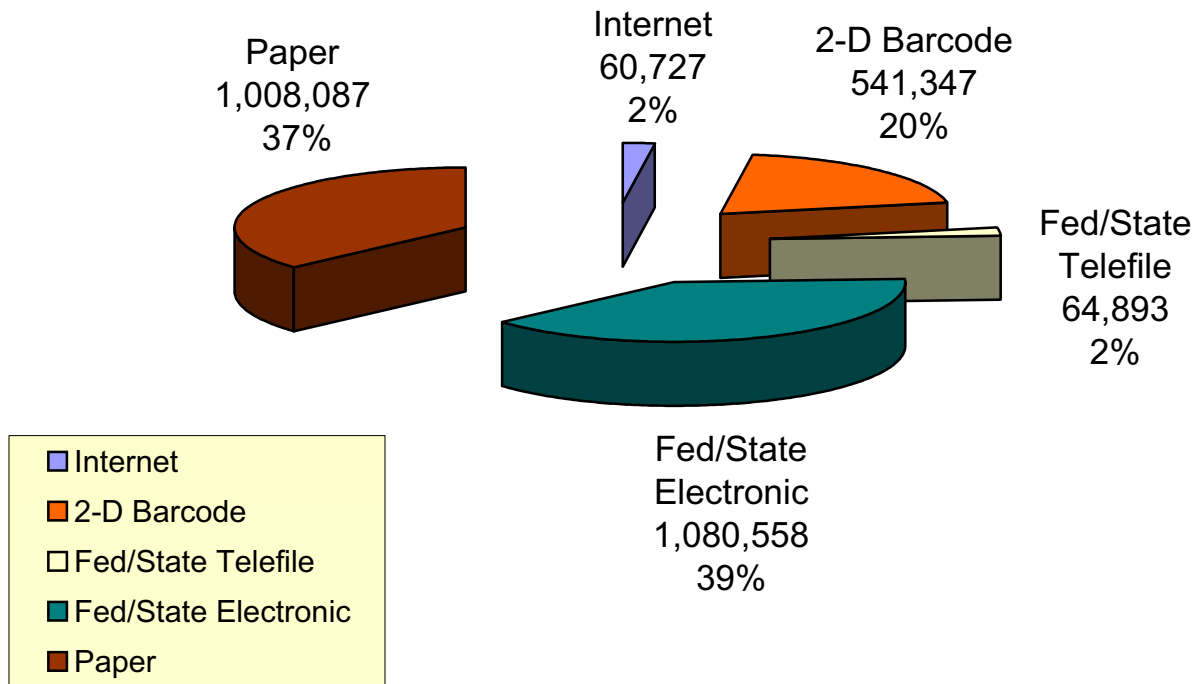 Paper
1,008,087
37%
Internet
60,727
2%
2-D Barcode
541,347
20%
Fed/State
Telefile
64,893
2%
Fed/State
Electronic
1,080,558
39%
Internet
2-D Barcode
Fed/State Telefile
Fed/State Electronic
Paper